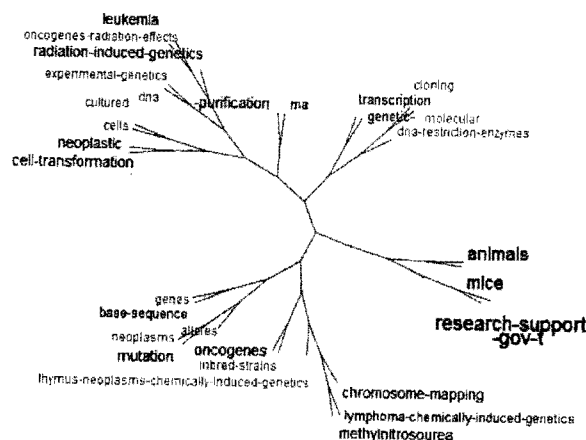 leukemia
oncogenes-radiation-effects
radiation-induced-genetics
experimental-genetics
dna
cultured
-purification
rna
cells
neoplastic
cell-transformation
cloning
transcription
genetic-
molecular
dna-restriction-enzymes
animals
mice
research-support
-gov-t
genes
base-sequence
neoplasms
alleles
mutation
oncogenes
inbred-strains
thymus-neoplasms-chemically-induced-genetics
chromosome-mapping
lymphoma-chemically-induced-genetics
methylnitrosourea